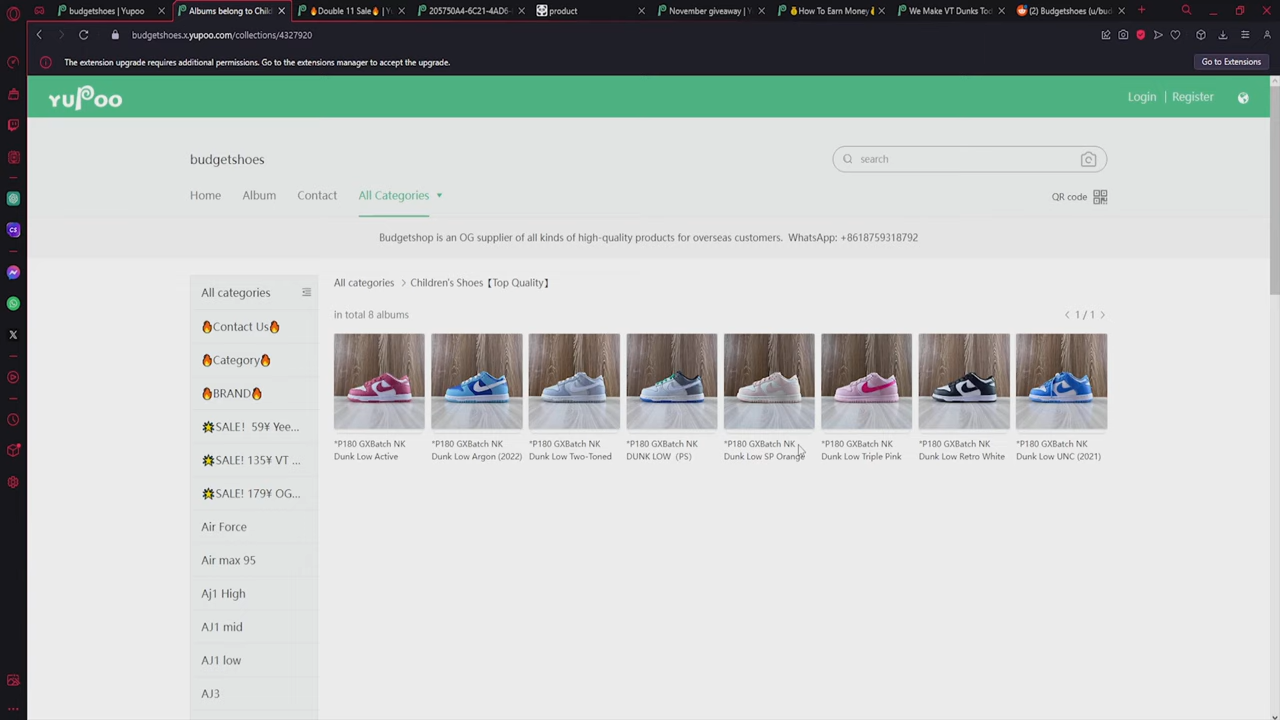 budgetshoes | Yupoo
Albums belong to Child
🔥Double 11 Sale🔥 | Y
205750A4-6C21-4AD6-
product
November giveaway | Y
💰How To Earn Money💰
We Make VT Dunks Tod
(2) Budgetshoes (u/bud
budgetshoes.x.yupoo.com/collections/4327920
The extension upgrade requires additional permissions. Go to the extensions manager to accept the upgrade.
Go to Extensions
YUPOO
Login | Register
budgetshoes
search
Home
Album
Contact
All Categories
QR code
Budgetshop is an OG supplier of all kinds of high-quality products for overseas customers. WhatsApp: +8618759318792
All categories
🔥Contact Us🔥
🔥Category🔥
🔥BRAND🔥
💥SALE! 59¥ Yee...
💥SALE! 135¥ VT ...
💥SALE! 179¥ OG...
Air Force
Air max 95
Aj1 High
AJ1 mid
AJ1 low
AJ3
All categories > Children's Shoes【Top Quality】
in total 8 albums
< 1 / 1 >
*P180 GXBatch NK
Dunk Low Active
*P180 GXBatch NK
Dunk Low Argon (2022)
*P180 GXBatch NK
Dunk Low Two-Toned
*P180 GXBatch NK
DUNK LOW（PS）
*P180 GXBatch NK
Dunk Low SP Orange
*P180 GXBatch NK
Dunk Low Triple Pink
*P180 GXBatch NK
Dunk Low Retro White
*P180 GXBatch NK
Dunk Low UNC (2021)